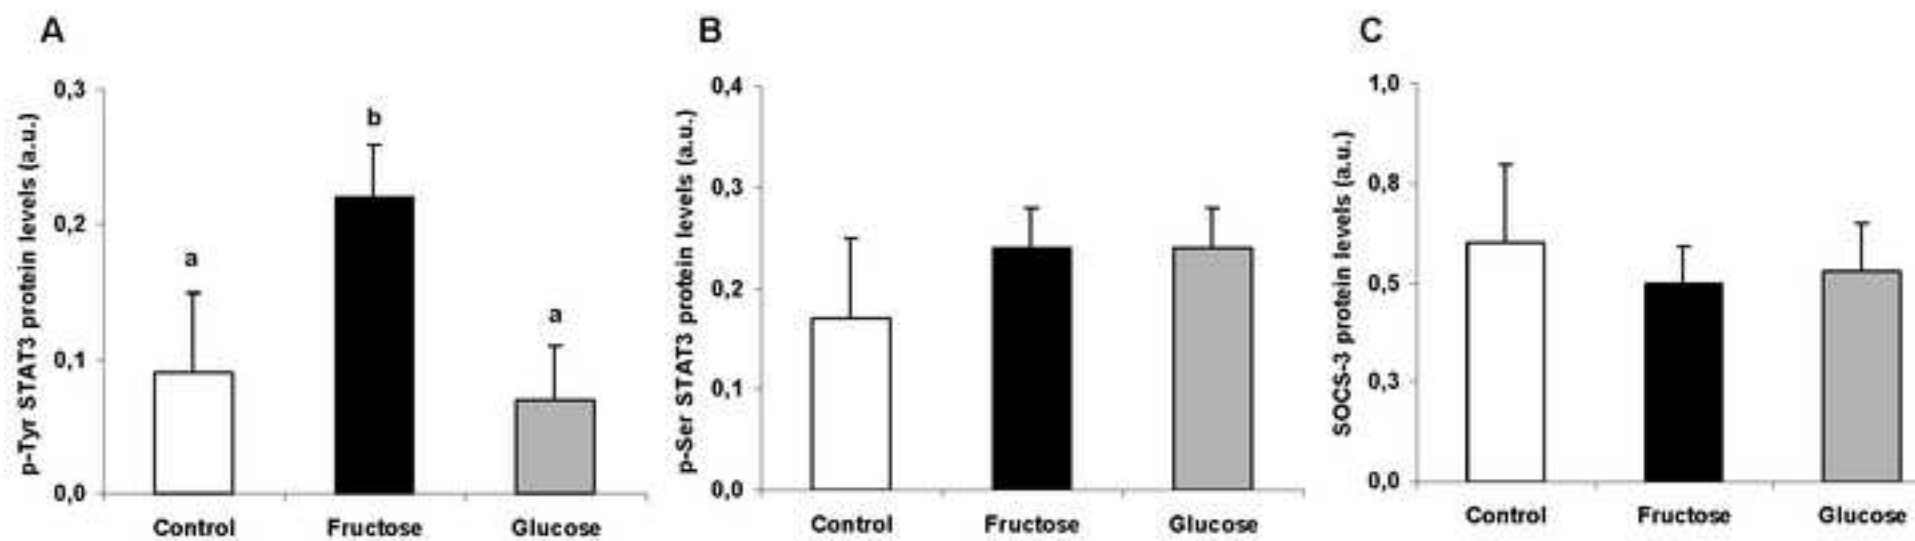 A
p-Tyr STAT3 protein levels (a.u.)
0,3
0,2
0,1
0,0
a
b
a
Control
Fructose
Glucose
B
p-Ser STAT3 protein levels (a.u.)
0,4
0,3
0,2
0,1
0,0
Control
Fructose
Glucose
C
SOCS-3 protein levels (a.u.)
1,0
0,8
0,5
0,3
0,0
Control
Fructose
Glucose